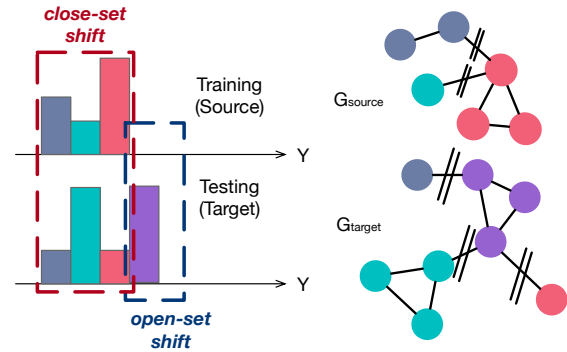 close-set
shift
Training
(Source)
Y
Testing
(Target)
Y
open-set
shift
Gsource
Gtarget